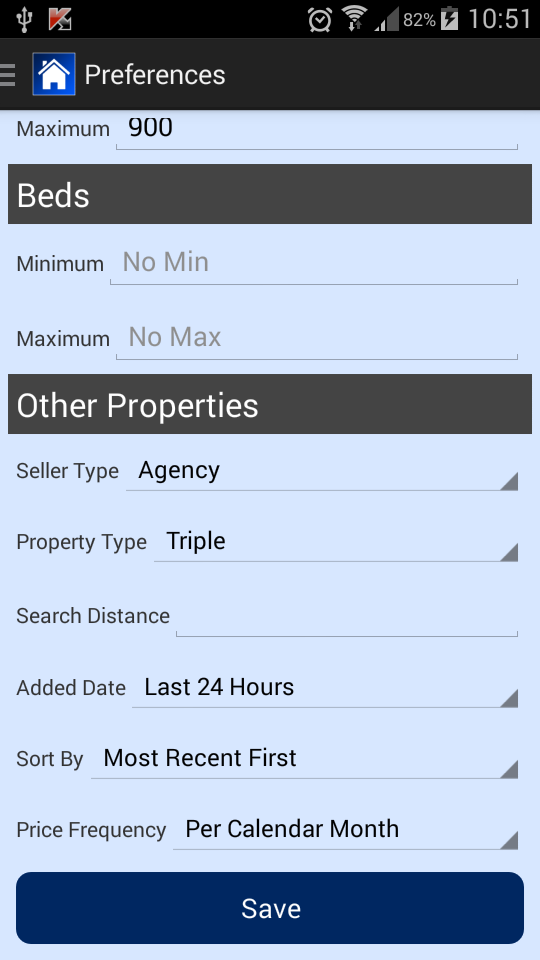 82% 10:51
Preferences
Maximum 900
Beds
Minimum No Min
Maximum No Max
Other Properties
Seller Type Agency
Property Type Triple
Search Distance
Added Date Last 24 Hours
Sort By Most Recent First
Price Frequency Per Calendar Month
Save